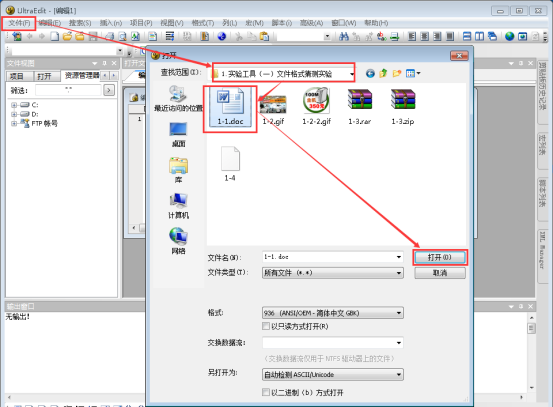 UltraEdit - [编辑1]
文件(F) 编辑(E) 搜索(S) 插入(n) 项目(P) 视图(V) 格式(T) 列(L) 宏(M) 脚本(i) 高级(A) 窗口(W) 帮助(H)
文件视图
项目 打开 资源管理器
筛选: *.*
C:
D:
FTP 帐号
打开
查找范围(I): 1 实验工具 (一) 文件格式猜测实验
最近访问的位置
桌面
库
计算机
网络
1-1.doc 1-2.gif 1-2-2.gif 1-3.rar 1-3.zip
1-4
文件名(N): 1-1.doc 打开(O)
文件类型(T): 所有文件 (*.*) 取消
格式: 936 (ANSI/OEM - 简体中文 GBK)
以只读方式打开(R)
交换数据流:
(交换数据流仅用于 NTFS 驱动器上的文件)
另打开为: 自动检测 ASCII/Unicode
以二进制 (b) 方式打开
输出窗口
无输出!
XML Manager